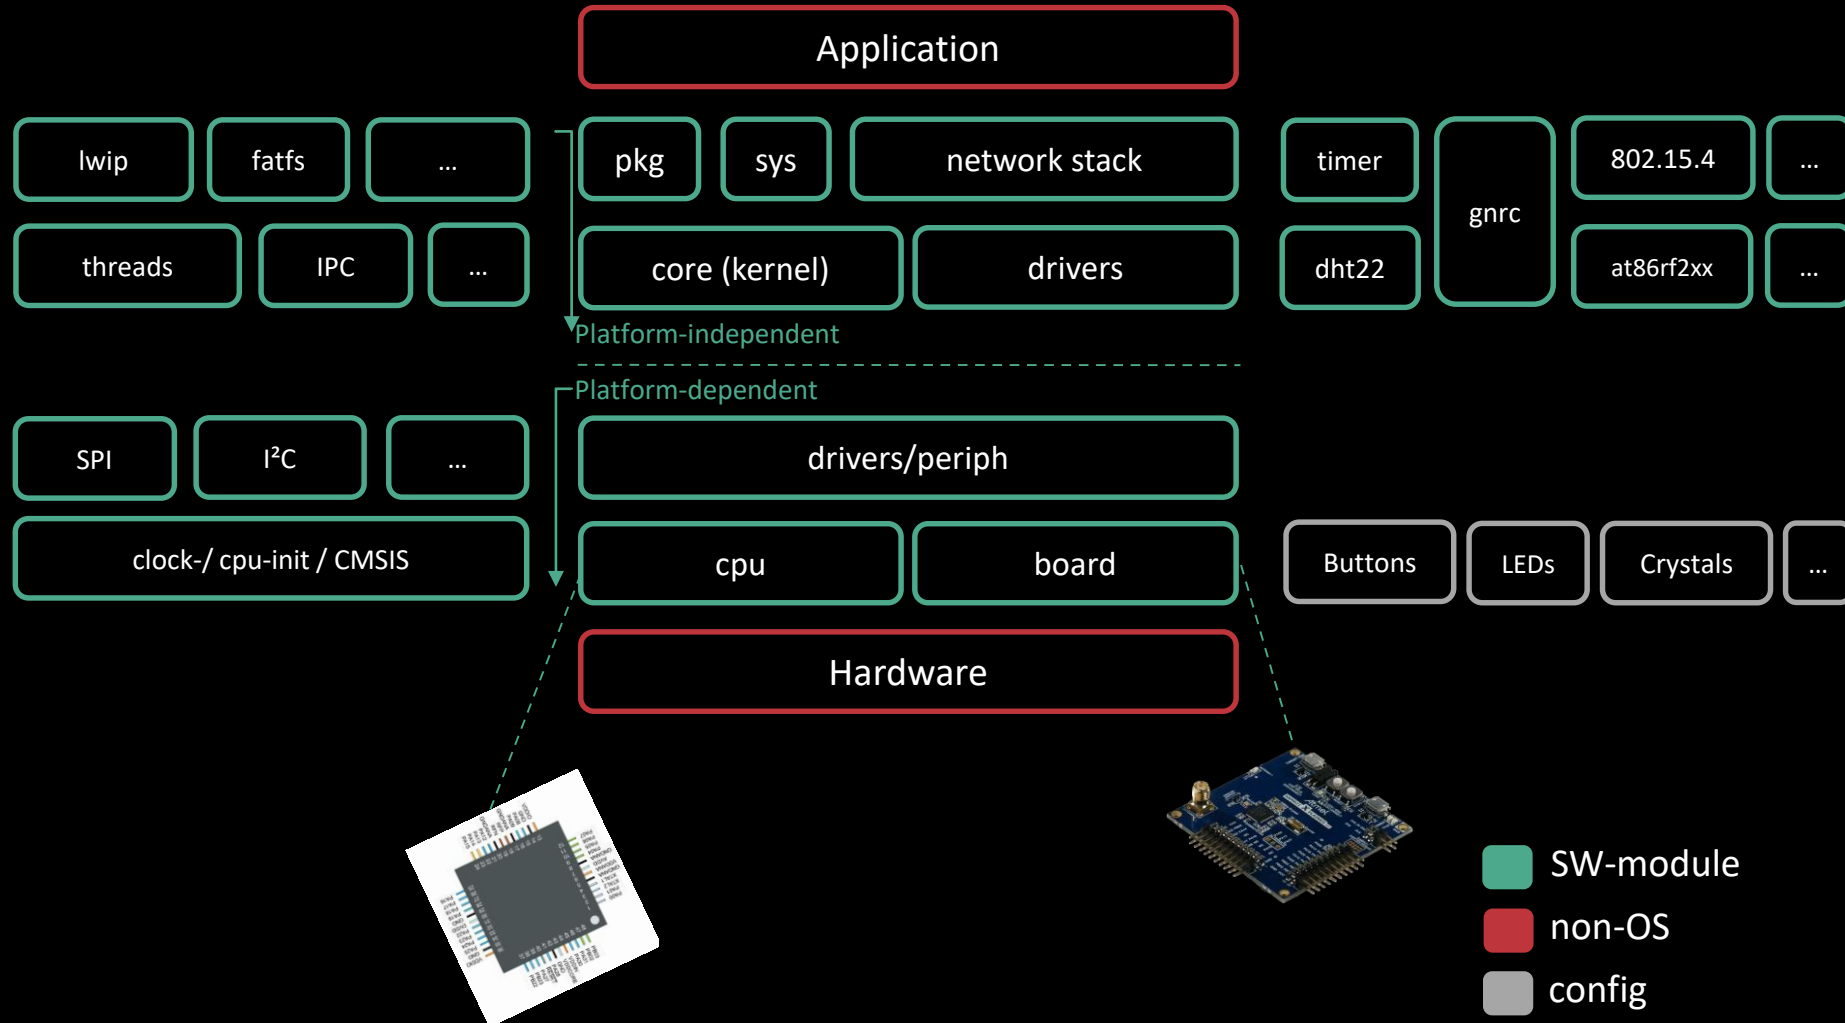 Application
lwip
fatfs
...
pkg
sys
network stack
timer
gnrc
802.15.4
...
threads
IPC
...
core (kernel)
drivers
dht22
at86rf2xx
...
Platform-independent
Platform-dependent
SPI
I²C
...
drivers/periph
clock-/ cpu-init / CMSIS
cpu
board
Buttons
LEDs
Crystals
...
Hardware
Atmel
SW-module
non-OS
config